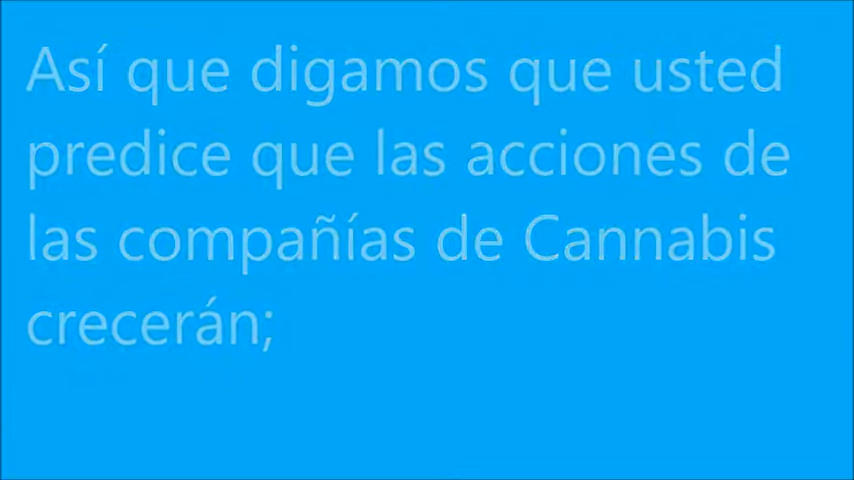 Así que digamos que usted
predice que las acciones de
las compañías de Cannabis
crecerán;